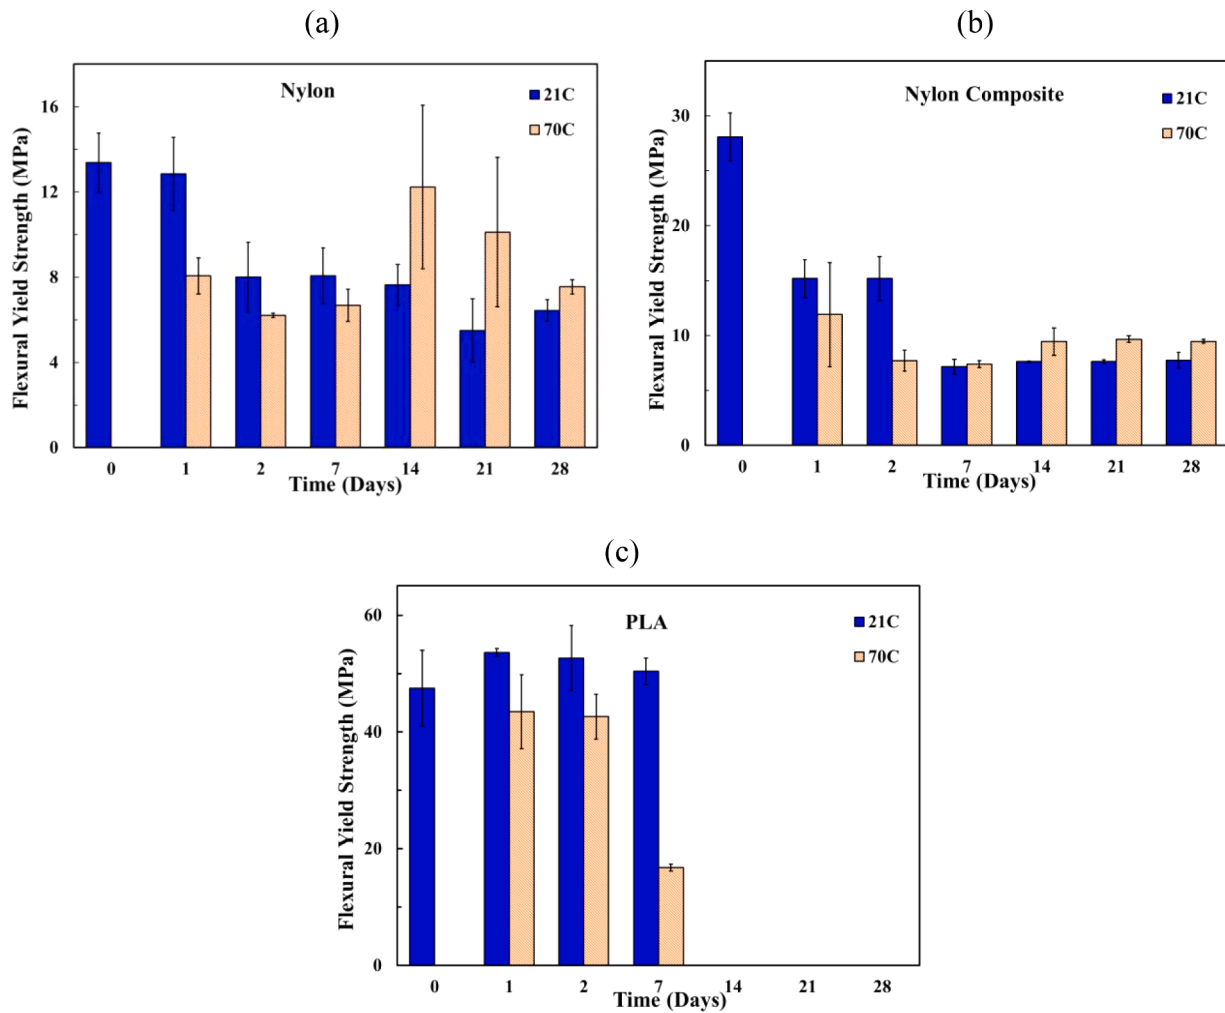 (a)
Nylon
21C
70C
Flexural Yield Strength (MPa)
16
12
8
4
0
0 1 2 7 14 21 28
Time (Days)
(b)
Nylon Composite
21C
70C
Flexural Yield Strength (MPa)
30
20
10
0
0 1 2 7 14 21 28
Time (Days)
(c)
PLA
21C
70C
Flexural Yield Strength (MPa)
60
40
20
0
0 1 2 7 14 21 28
Time (Days)